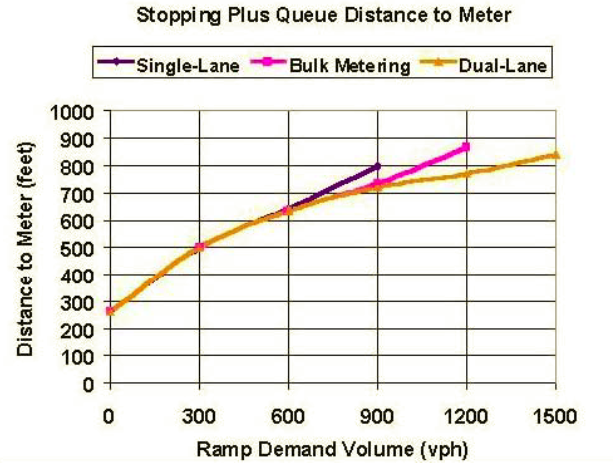 Stopping Plus Queue Distance to Meter
Single-Lane Bulk Metering Dual-Lane
1000
900
800
700
600
500
400
300
200
100
0
Distance to Meter (feet)
0 300 600 900 1200 1500
Ramp Demand Volume (vph)